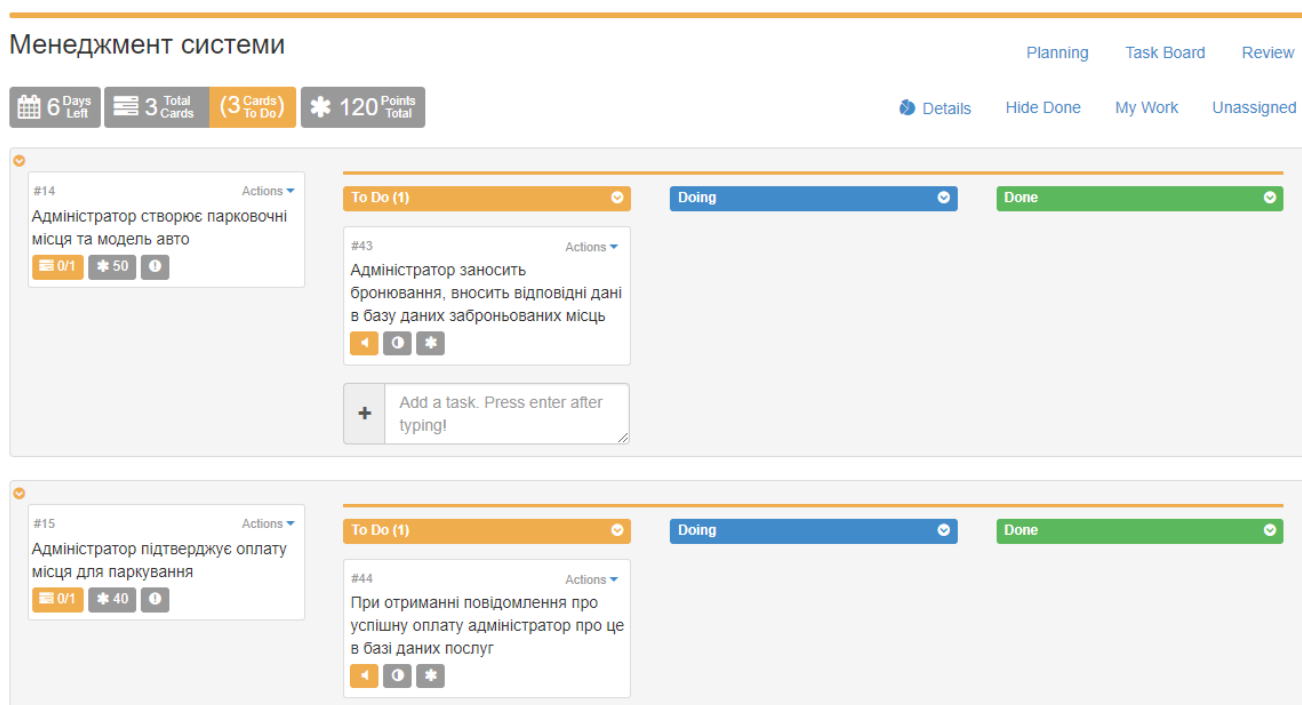 Менеджмент системи
Planning Task Board Review
6 Days Left 3 Total Cards (3 Cards To Do) 120 Points Total
Details Hide Done My Work Unassigned
#14 Actions
Адміністратор створює парковочні
місця та модель авто
0/1 50
To Do (1) Doing Done
#43 Actions
Адміністратор заносить
бронювання, вносить відповідні дані
в базу даних заброньованих місць
Add a task. Press enter after
typing!
#15 Actions
Адміністратор підтверджує оплату
місця для паркування
0/1 40
To Do (1) Doing Done
#44 Actions
При отриманні повідомлення про
успішну оплату адміністратор про це
в базі даних послуг